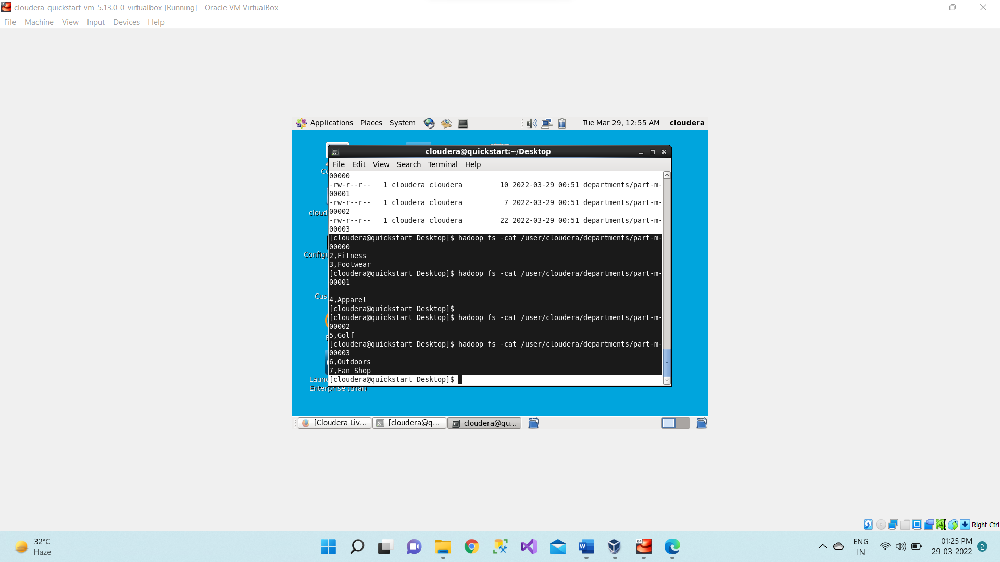 cloudera-quickstart-vm-5.13.0-0-virtualbox [Running] - Oracle VM VirtualBox
File Machine View Input Devices Help
Applications Places System Tue Mar 29, 12:55 AM cloudera
cloudera@quickstart:~/Desktop
File Edit View Search Terminal Help
00000
-rw-r--r-- 1 cloudera cloudera 10 2022-03-29 00:51 departments/part-m-
00001
-rw-r--r-- 1 cloudera cloudera 7 2022-03-29 00:51 departments/part-m-
00002
-rw-r--r-- 1 cloudera cloudera 22 2022-03-29 00:51 departments/part-m-
00003
[cloudera@quickstart Desktop]$ hadoop fs -cat /user/cloudera/departments/part-m-
00000
2,Fitness
3,Footwear
[cloudera@quickstart Desktop]$ hadoop fs -cat /user/cloudera/departments/part-m-
00001
4,Apparel
[cloudera@quickstart Desktop]$
[cloudera@quickstart Desktop]$ hadoop fs -cat /user/cloudera/departments/part-m-
00002
5,Golf
[cloudera@quickstart Desktop]$ hadoop fs -cat /user/cloudera/departments/part-m-
00003
6,Outdoors
7,Fan Shop
[cloudera@quickstart Desktop]$
cloud
Config
Cus
Laun
Enterprise (trial)
[Cloudera Liv... [cloudera@q... cloudera@qu...
Right Ctrl
32°C
Haze
64
ENG
IN
01:25 PM
29-03-2022
2